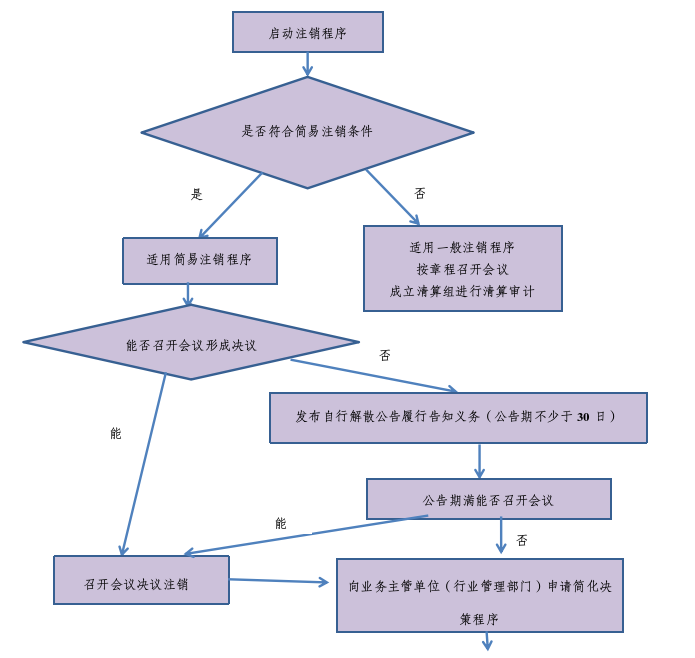 启动注销程序
是否符合简易注销条件
是
否
适用简易注销程序
适用一般注销程序
按章程召开会议
成立清算组进行清算审计
能否召开会议形成决议
否
能
发布自行解散公告履行告知义务（公告期不少于 30 日）
公告期满能否召开会议
能
否
召开会议决议注销
向业务主管单位（行业管理部门）申请简化决
策程序